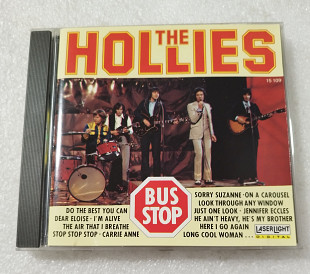 THE
HOLLIES
15 109
BUS
STOP
DO THE BEST YOU CAN
DEAR ELOISE · I'M ALIVE
THE AIR THAT I BREATHE
STOP STOP STOP · CARRIE ANNE
SORRY SUZANNE · ON A CAROUSEL
LOOK THROUGH ANY WINDOW
JUST ONE LOOK · JENNIFER ECCLES
HE AIN'T HEAVY, HE'S MY BROTHER
HERE I GO AGAIN
LONG COOL WOMAN ...
LASERLIGHT
DIGITAL